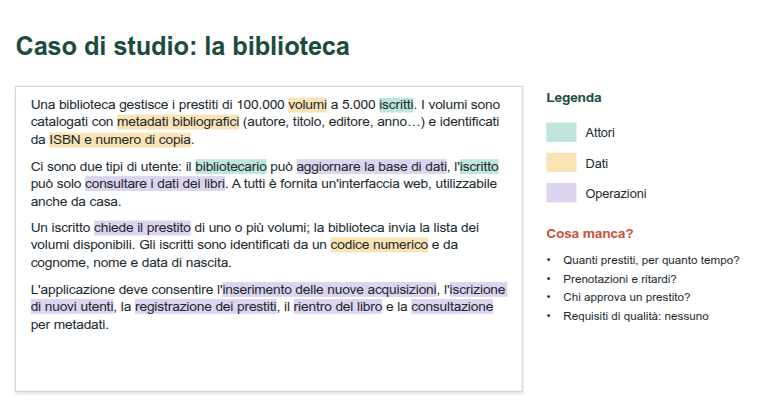 Caso di studio: la biblioteca
Una biblioteca gestisce i prestiti di 100.000 volumi a 5.000 iscritti. I volumi sono
catalogati con metadati bibliografici (autore, titolo, editore, anno…) e identificati
da ISBN e numero di copia.
Ci sono due tipi di utente: il bibliotecario può aggiornare la base di dati, l'iscritto
può solo consultare i dati dei libri. A tutti è fornita un'interfaccia web, utilizzabile
anche da casa.
Un iscritto chiede il prestito di uno o più volumi; la biblioteca invia la lista dei
volumi disponibili. Gli iscritti sono identificati da un codice numerico e da
cognome, nome e data di nascita.
L'applicazione deve consentire l'inserimento delle nuove acquisizioni, l'iscrizione
di nuovi utenti, la registrazione dei prestiti, il rientro del libro e la consultazione
per metadati.
Legenda
Attori
Dati
Operazioni
Cosa manca?
• Quanti prestiti, per quanto tempo?
• Prenotazioni e ritardi?
• Chi approva un prestito?
• Requisiti di qualità: nessuno